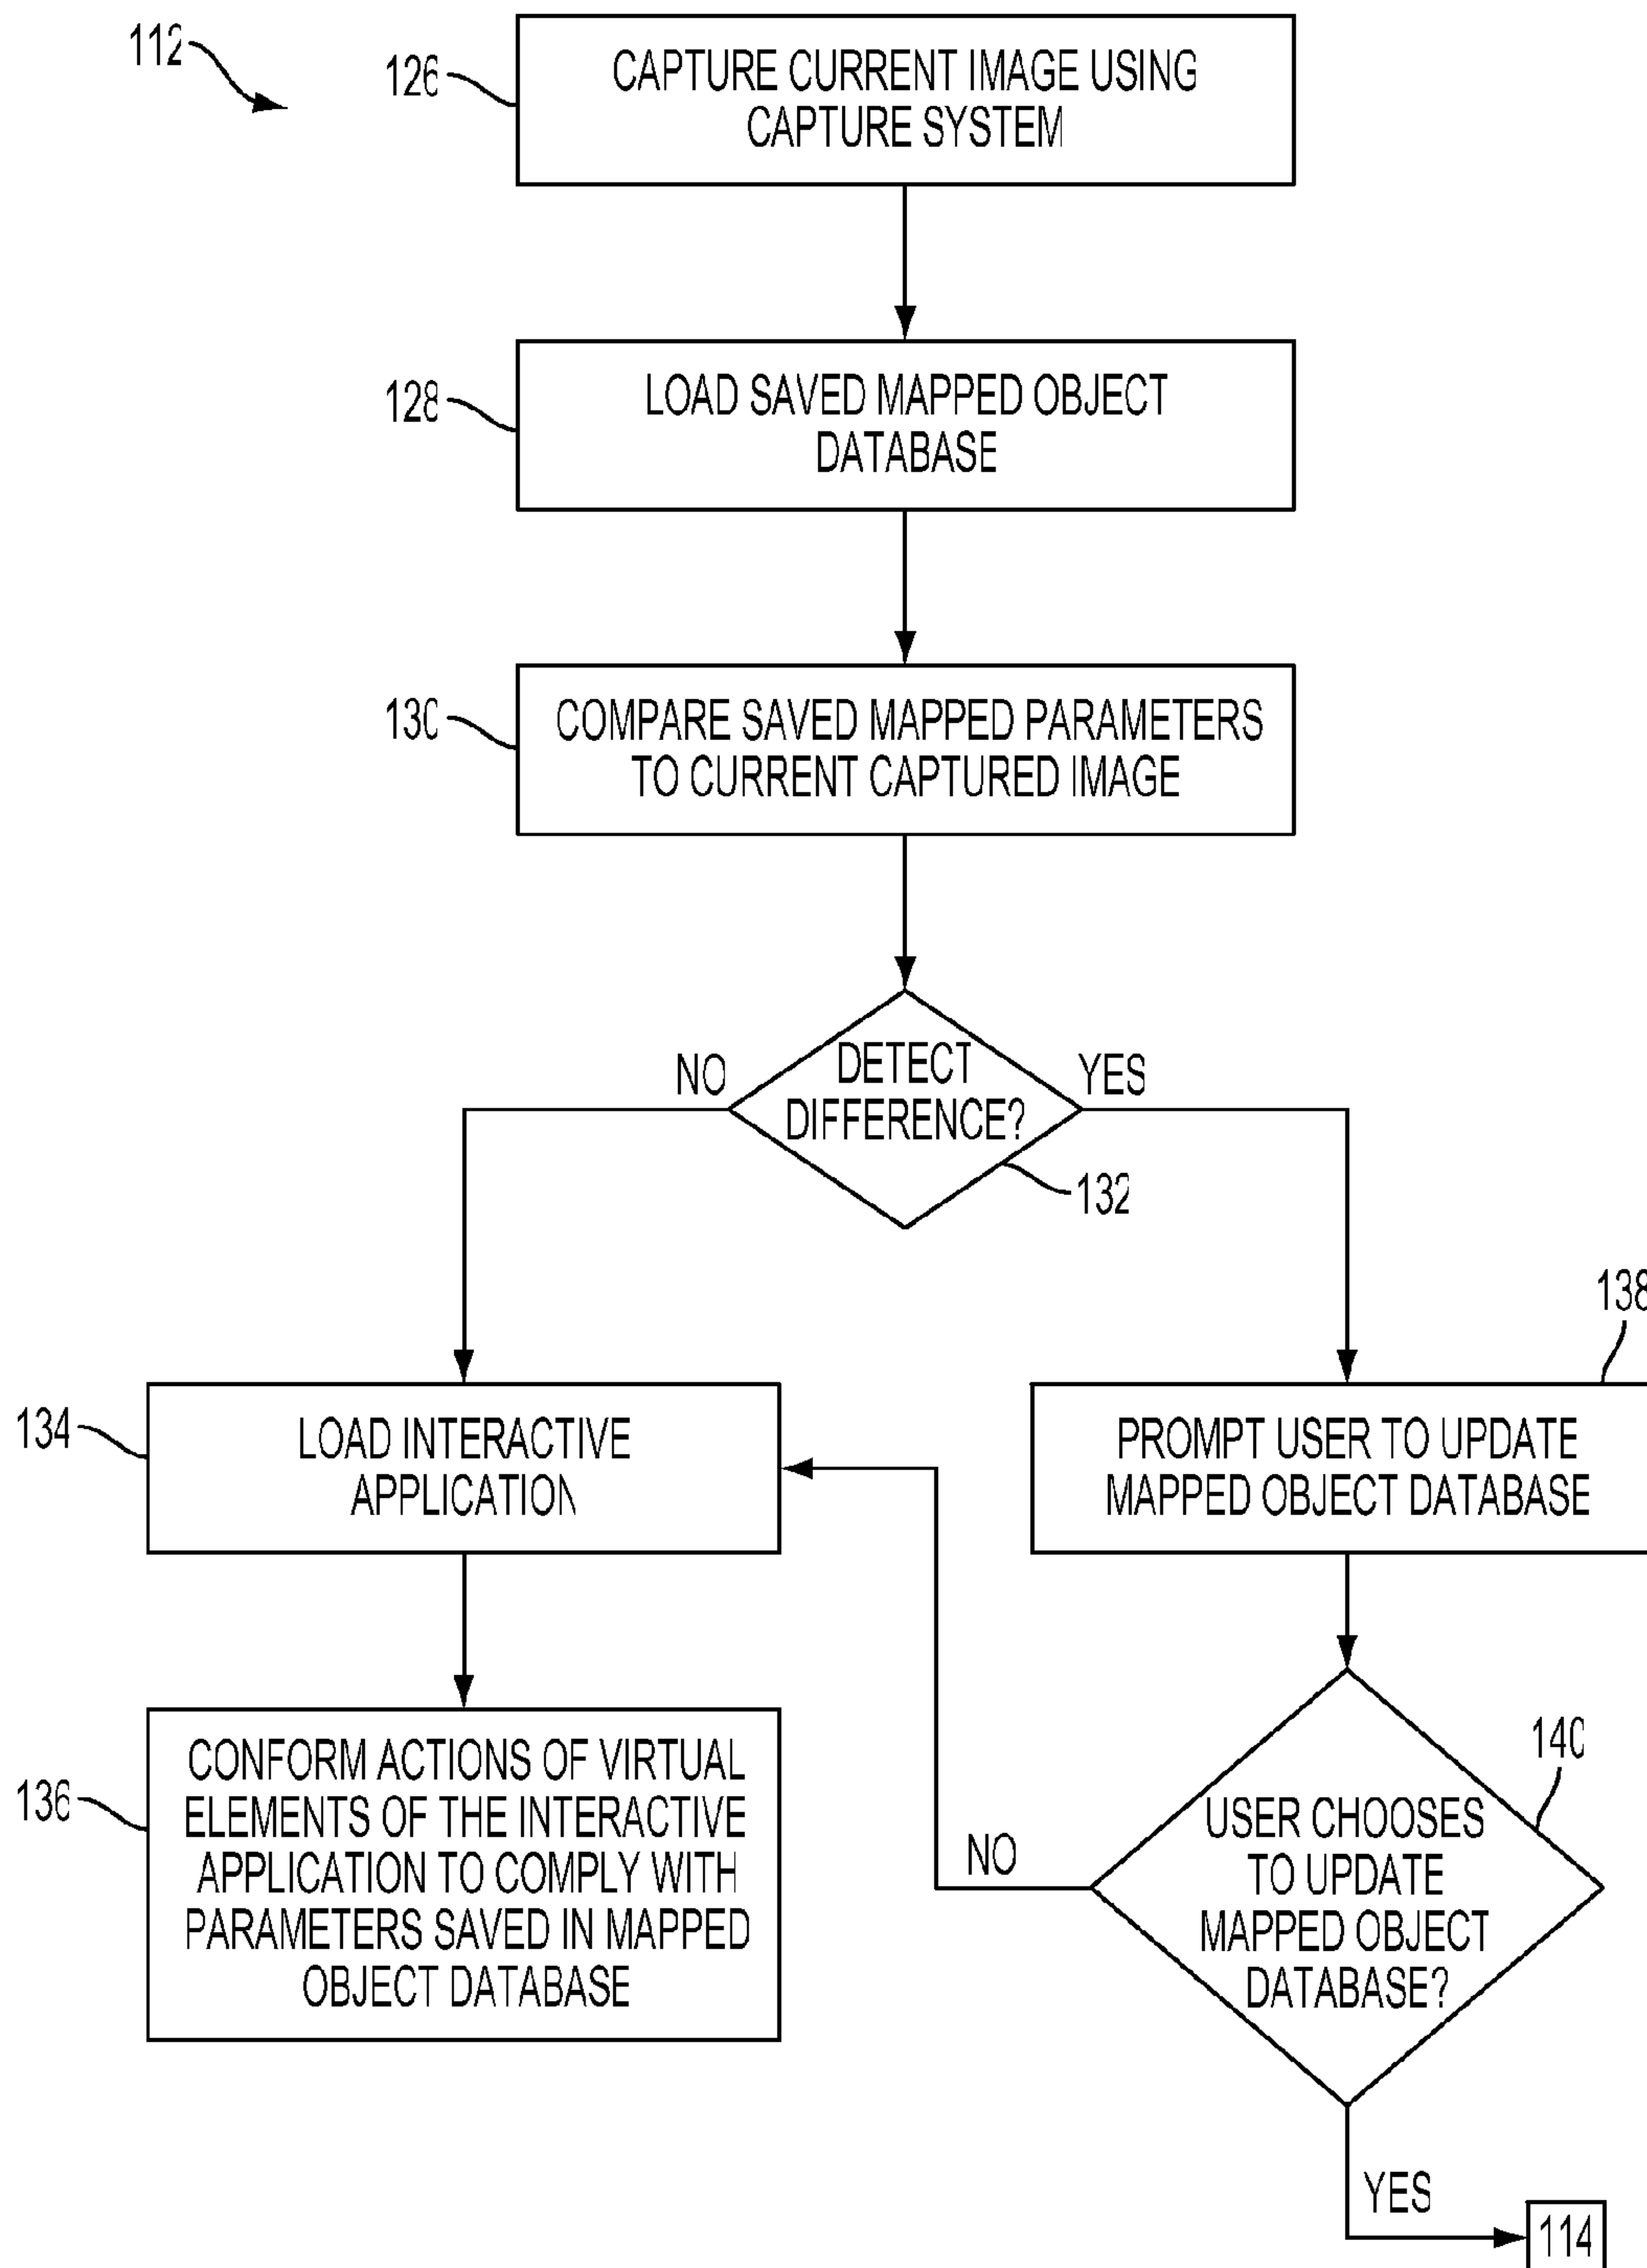 112
126
CAPTURE CURRENT IMAGE USING
CAPTURE SYSTEM
128
LOAD SAVED MAPPED OBJECT
DATABASE
130
COMPARE SAVED MAPPED PARAMETERS
TO CURRENT CAPTURED IMAGE
NO
DETECT
DIFFERENCE?
YES
132
138
134
LOAD INTERACTIVE
APPLICATION
PROMPT USER TO UPDATE
MAPPED OBJECT DATABASE
136
CONFORM ACTIONS OF VIRTUAL
ELEMENTS OF THE INTERACTIVE
APPLICATION TO COMPLY WITH
PARAMETERS SAVED IN MAPPED
OBJECT DATABASE
140
NO
USER CHOOSES
TO UPDATE
MAPPED OBJECT
DATABASE?
YES
114